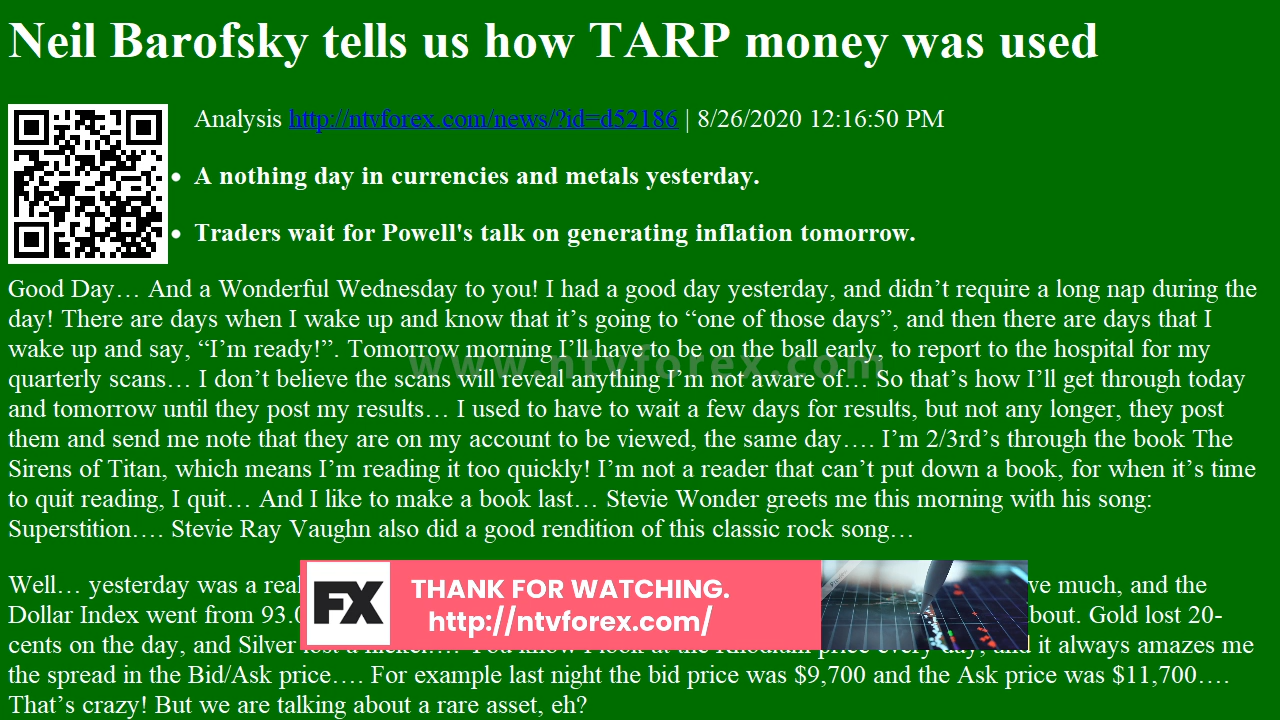 Neil Barofsky tells us how TARP money was used
Analysis http://ntvforex.com/news/?id=d52186 | 8/26/2020 12:16:50 PM
• A nothing day in currencies and metals yesterday.
• Traders wait for Powell's talk on generating inflation tomorrow.
Good Day… And a Wonderful Wednesday to you! I had a good day yesterday, and didn’t require a long nap during the
day! There are days when I wake up and know that it’s going to “one of those days”, and then there are days that I
wake up and say, “I’m ready!”. Tomorrow morning I’ll have to be on the ball early, to report to the hospital for my
www.ntvforex.com
quarterly scans… I don’t believe the scans will reveal anything I’m not aware of… So that’s how I’ll get through today
and tomorrow until they post my results… I used to have to wait a few days for results, but not any longer, they post
them and send me note that they are on my account to be viewed, the same day…. I’m 2/3rd’s through the book The
Sirens of Titan, which means I’m reading it too quickly! I’m not a reader that can’t put down a book, for when it’s time
to quit reading, I quit… And I like to make a book last… Stevie Wonder greets me this morning with his song:
Superstition…. Stevie Ray Vaughn also did a good rendition of this classic rock song…
Well… yesterday was a real ve much, and the
Dollar Index went from 93.0 bout. Gold lost 20-
cents on the day, and Silver it always amazes me
FX
THANK FOR WATCHING.
http://ntvforex.com/
the spread in the Bid/Ask price…. For example last night the bid price was $9,700 and the Ask price was $11,700….
That’s crazy! But we are talking about a rare asset, eh?